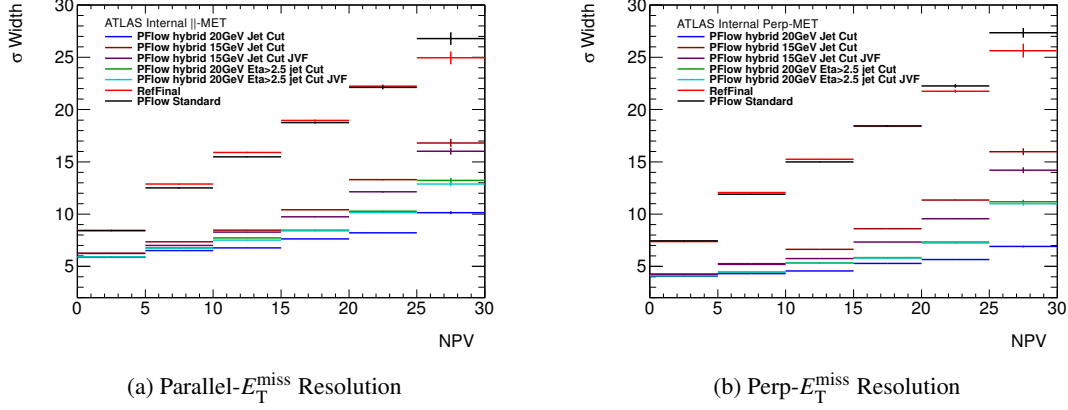 σ Width
30
25
20
15
10
5
ATLAS Internal ||-MET
PFlow hybrid 20GeV Jet Cut
PFlow hybrid 15GeV Jet Cut
PFlow hybrid 15GeV Jet Cut JVF
PFlow hybrid 20GeV Eta>2.5 jet Cut
PFlow hybrid 20GeV Eta>2.5 jet Cut JVF
RefFinal
PFlow Standard
0 5 10 15 20 25 30
NPV
(a) Parallel-E_T^miss Resolution
σ Width
30
25
20
15
10
5
ATLAS Internal Perp-MET
PFlow hybrid 20GeV Jet Cut
PFlow hybrid 15GeV Jet Cut
PFlow hybrid 15GeV Jet Cut JVF
PFlow hybrid 20GeV Eta>2.5 jet Cut
PFlow hybrid 20GeV Eta>2.5 jet Cut JVF
RefFinal
PFlow Standard
0 5 10 15 20 25 30
NPV
(b) Perp-E_T^miss Resolution